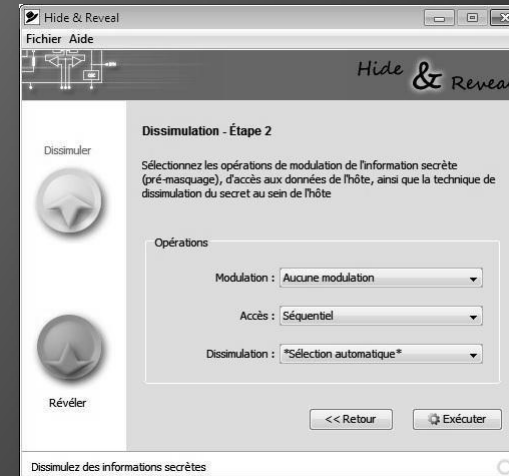 Hide & Reveal
Fichier Aide
Hide & Reveal
Dissimuler
Dissimulation - Étape 2
Sélectionnez les opérations de modulation de l'information secrète
(pré-masquage), d'accès aux données de l'hôte, ainsi que la technique de
dissimulation du secret au sein de l'hôte
Opérations
Modulation : Aucune modulation
Accès : Séquentiel
Dissimulation : *Sélection automatique*
Révéler
<< Retour
Exécuter
Dissimulez des informations secrètes